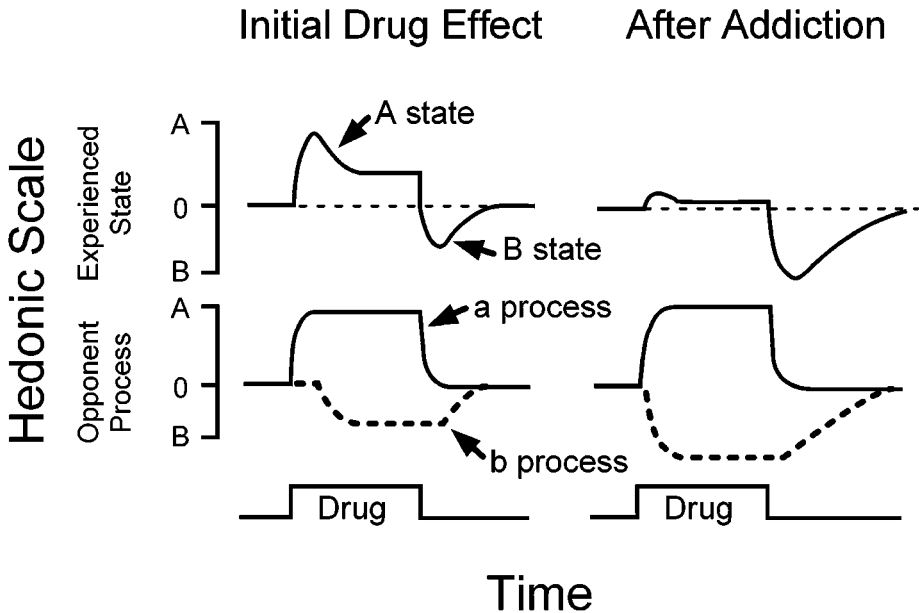 Initial Drug Effect
After Addiction
Hedonic Scale
Experienced
State
A
0
B
A state
B state
Opponent
Process
A
0
B
a process
b process
Drug
Drug
Time